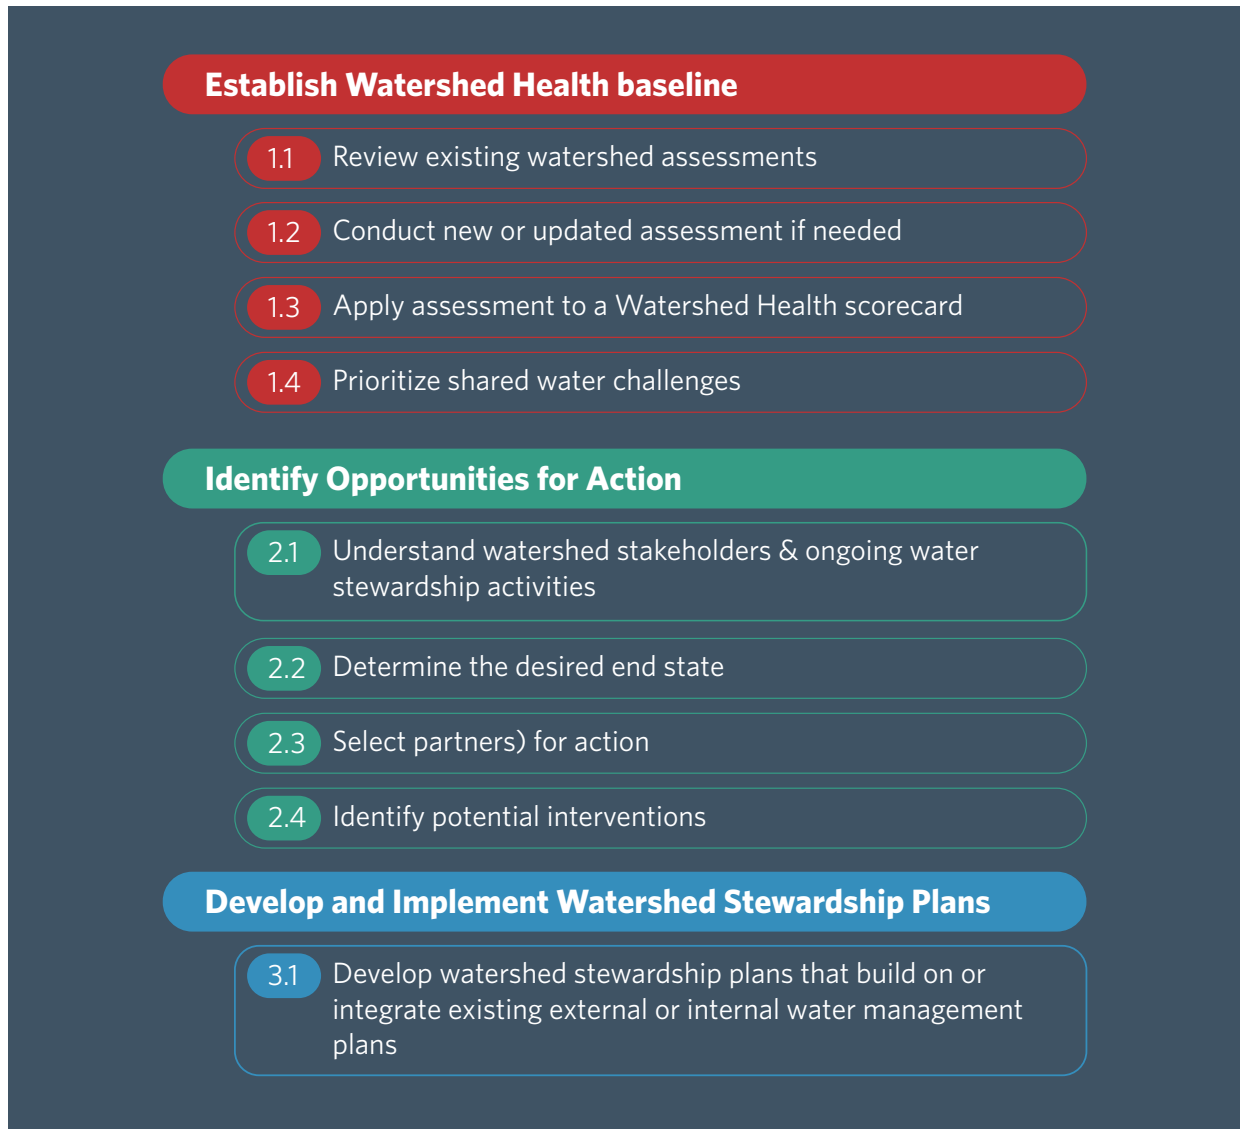 Establish Watershed Health baseline
1.1 Review existing watershed assessments
1.2 Conduct new or updated assessment if needed
1.3 Apply assessment to a Watershed Health scorecard
1.4 Prioritize shared water challenges
Identify Opportunities for Action
2.1 Understand watershed stakeholders & ongoing water
stewardship activities
2.2 Determine the desired end state
2.3 Select partners) for action
2.4 Identify potential interventions
Develop and Implement Watershed Stewardship Plans
3.1 Develop watershed stewardship plans that build on or
integrate existing external or internal water management
plans